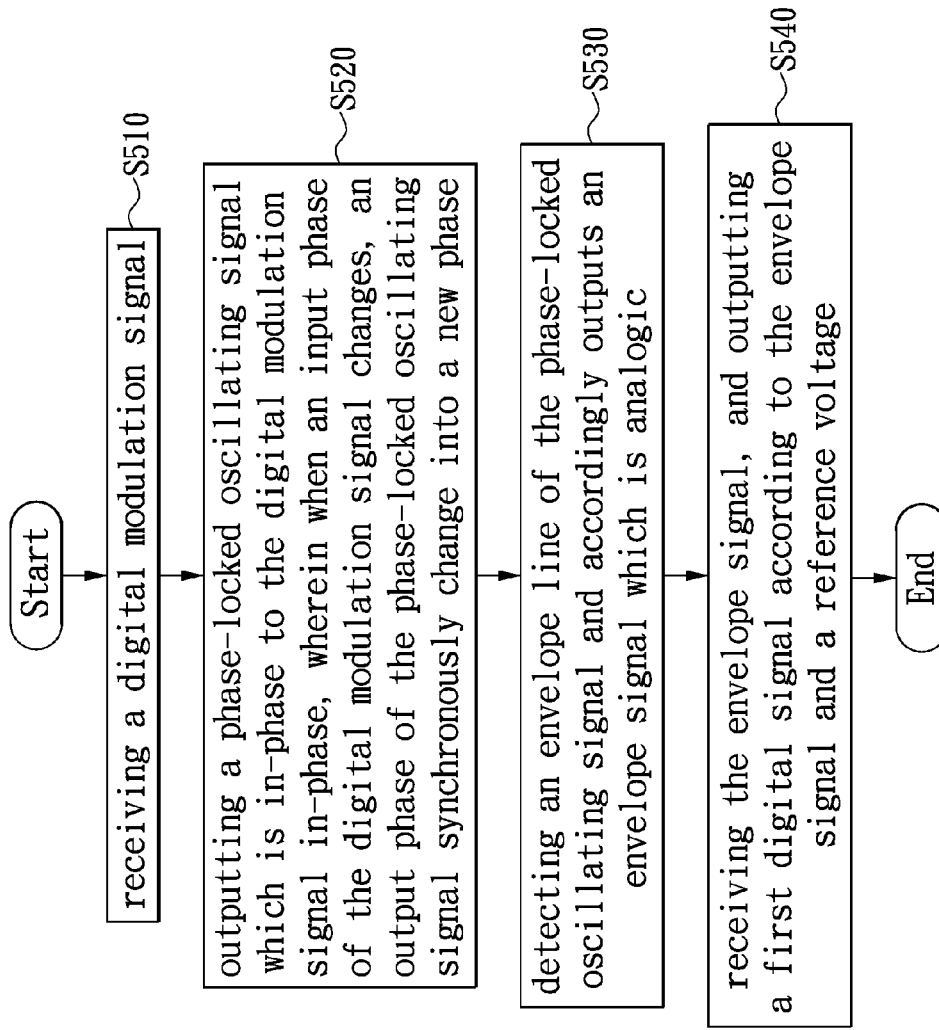 Start
receiving a digital modulation signal
S510
outputting a phase-locked oscillating signal
which is in-phase to the digital modulation
signal in-phase, wherein when an input phase
of the digital modulation signal changes, an
output phase of the phase-locked oscillating
signal synchronously change into a new phase
S520
detecting an envelope line of the phase-locked
oscillating signal and accordingly outputs an
envelope signal which is analogic
S530
receiving the envelope signal, and outputting
a first digital signal according to the envelope
signal and a reference voltage
S540
End